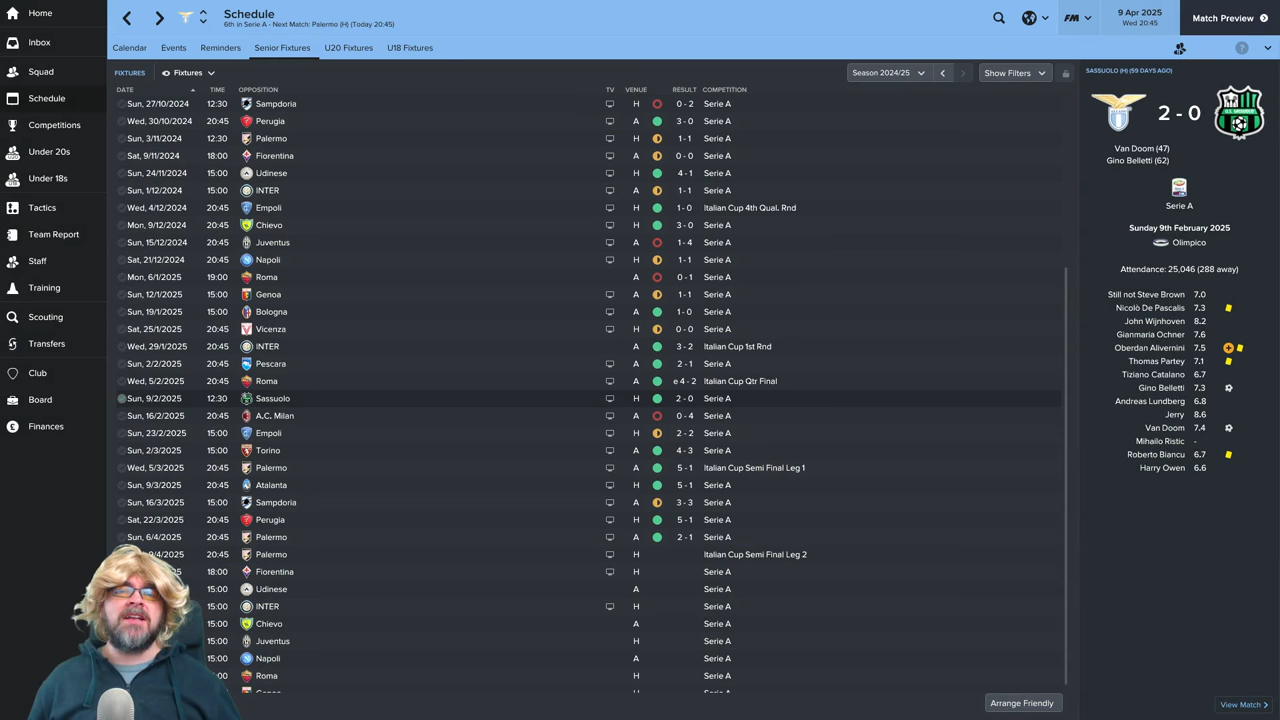 Home
Inbox
Squad
Schedule
Competitions
Under 20s
Under 18s
Tactics
Team Report
Staff
Training
Scouting
Transfers
Club
Board
Finances
Schedule
6th in Serie A - Next Match: Palermo (H) (Today 20:45)
FM
9 Apr 2025
Wed 20:45
Match Preview
Calendar Events Reminders Senior Fixtures U20 Fixtures U18 Fixtures
FIXTURES Fixtures Season 2024/25 Show Filters
DATE TIME OPPOSITION TV VENUE RESULT COMPETITION
Sun, 27/10/2024 12:30 Sampdoria H 0 - 2 Serie A
Wed, 30/10/2024 20:45 Perugia A 3 - 0 Serie A
Sun, 3/11/2024 12:30 Palermo H 1 - 1 Serie A
Sat, 9/11/2024 18:00 Fiorentina A 0 - 0 Serie A
Sun, 24/11/2024 15:00 Udinese H 4 - 1 Serie A
Sun, 1/12/2024 15:00 INTER A 1 - 1 Serie A
Wed, 4/12/2024 20:45 Empoli H 1 - 0 Italian Cup 4th Qual. Rnd
Mon, 9/12/2024 20:45 Chievo H 3 - 0 Serie A
Sun, 15/12/2024 20:45 Juventus A 1 - 4 Serie A
Sat, 21/12/2024 20:45 Napoli H 1 - 1 Serie A
Mon, 6/1/2025 19:00 Roma A 0 - 1 Serie A
Sun, 12/1/2025 15:00 Genoa A 1 - 1 Serie A
Sun, 19/1/2025 15:00 Bologna A 1 - 0 Serie A
Sat, 25/1/2025 20:45 Vicenza H 0 - 0 Serie A
Wed, 29/1/2025 20:45 INTER A 3 - 2 Italian Cup 1st Rnd
Sun, 2/2/2025 20:45 Pescara A 2 - 1 Serie A
Wed, 5/2/2025 20:45 Roma A e 4 - 2 Italian Cup Qtr Final
Sun, 9/2/2025 12:30 Sassuolo H 2 - 0 Serie A
Sun, 16/2/2025 20:45 A.C. Milan A 0 - 4 Serie A
Sun, 23/2/2025 15:00 Empoli H 2 - 2 Serie A
Sun, 2/3/2025 15:00 Torino A 4 - 3 Serie A
Wed, 5/3/2025 20:45 Palermo A 5 - 1 Italian Cup Semi Final Leg 1
Sun, 9/3/2025 20:45 Atalanta H 5 - 1 Serie A
Sun, 16/3/2025 15:00 Sampdoria A 3 - 3 Serie A
Sat, 22/3/2025 20:45 Perugia H 5 - 1 Serie A
Sun, 6/4/2025 20:45 Palermo A 2 - 1 Serie A
20:45 Palermo H Italian Cup Semi Final Leg 2
18:00 Fiorentina H Serie A
15:00 Udinese A Serie A
15:00 INTER H Serie A
15:00 Chievo A Serie A
15:00 Juventus H Serie A
15:00 Napoli A Serie A
Roma H Serie A
Arrange Friendly
SASSUOLO (H) (59 DAYS AGO)
2 - 0
Van Doom (47)
Gino Belletti (62)
Serie A
Sunday 9th February 2025
Olimpico
Attendance: 25,046 (288 away)
Still not Steve Brown 7.0
Nicolò De Pascalis 7.3
John Wijnhoven 8.2
Gianmaria Ochner 7.6
Oberdan Alivernini 7.5
Thomas Partey 7.1
Tiziano Catalano 6.7
Gino Belletti 7.3
Andreas Lundberg 6.8
Jerry 8.6
Van Doom 7.4
Mihailo Ristic -
Roberto Biancu 6.7
Harry Owen 6.6
View Match